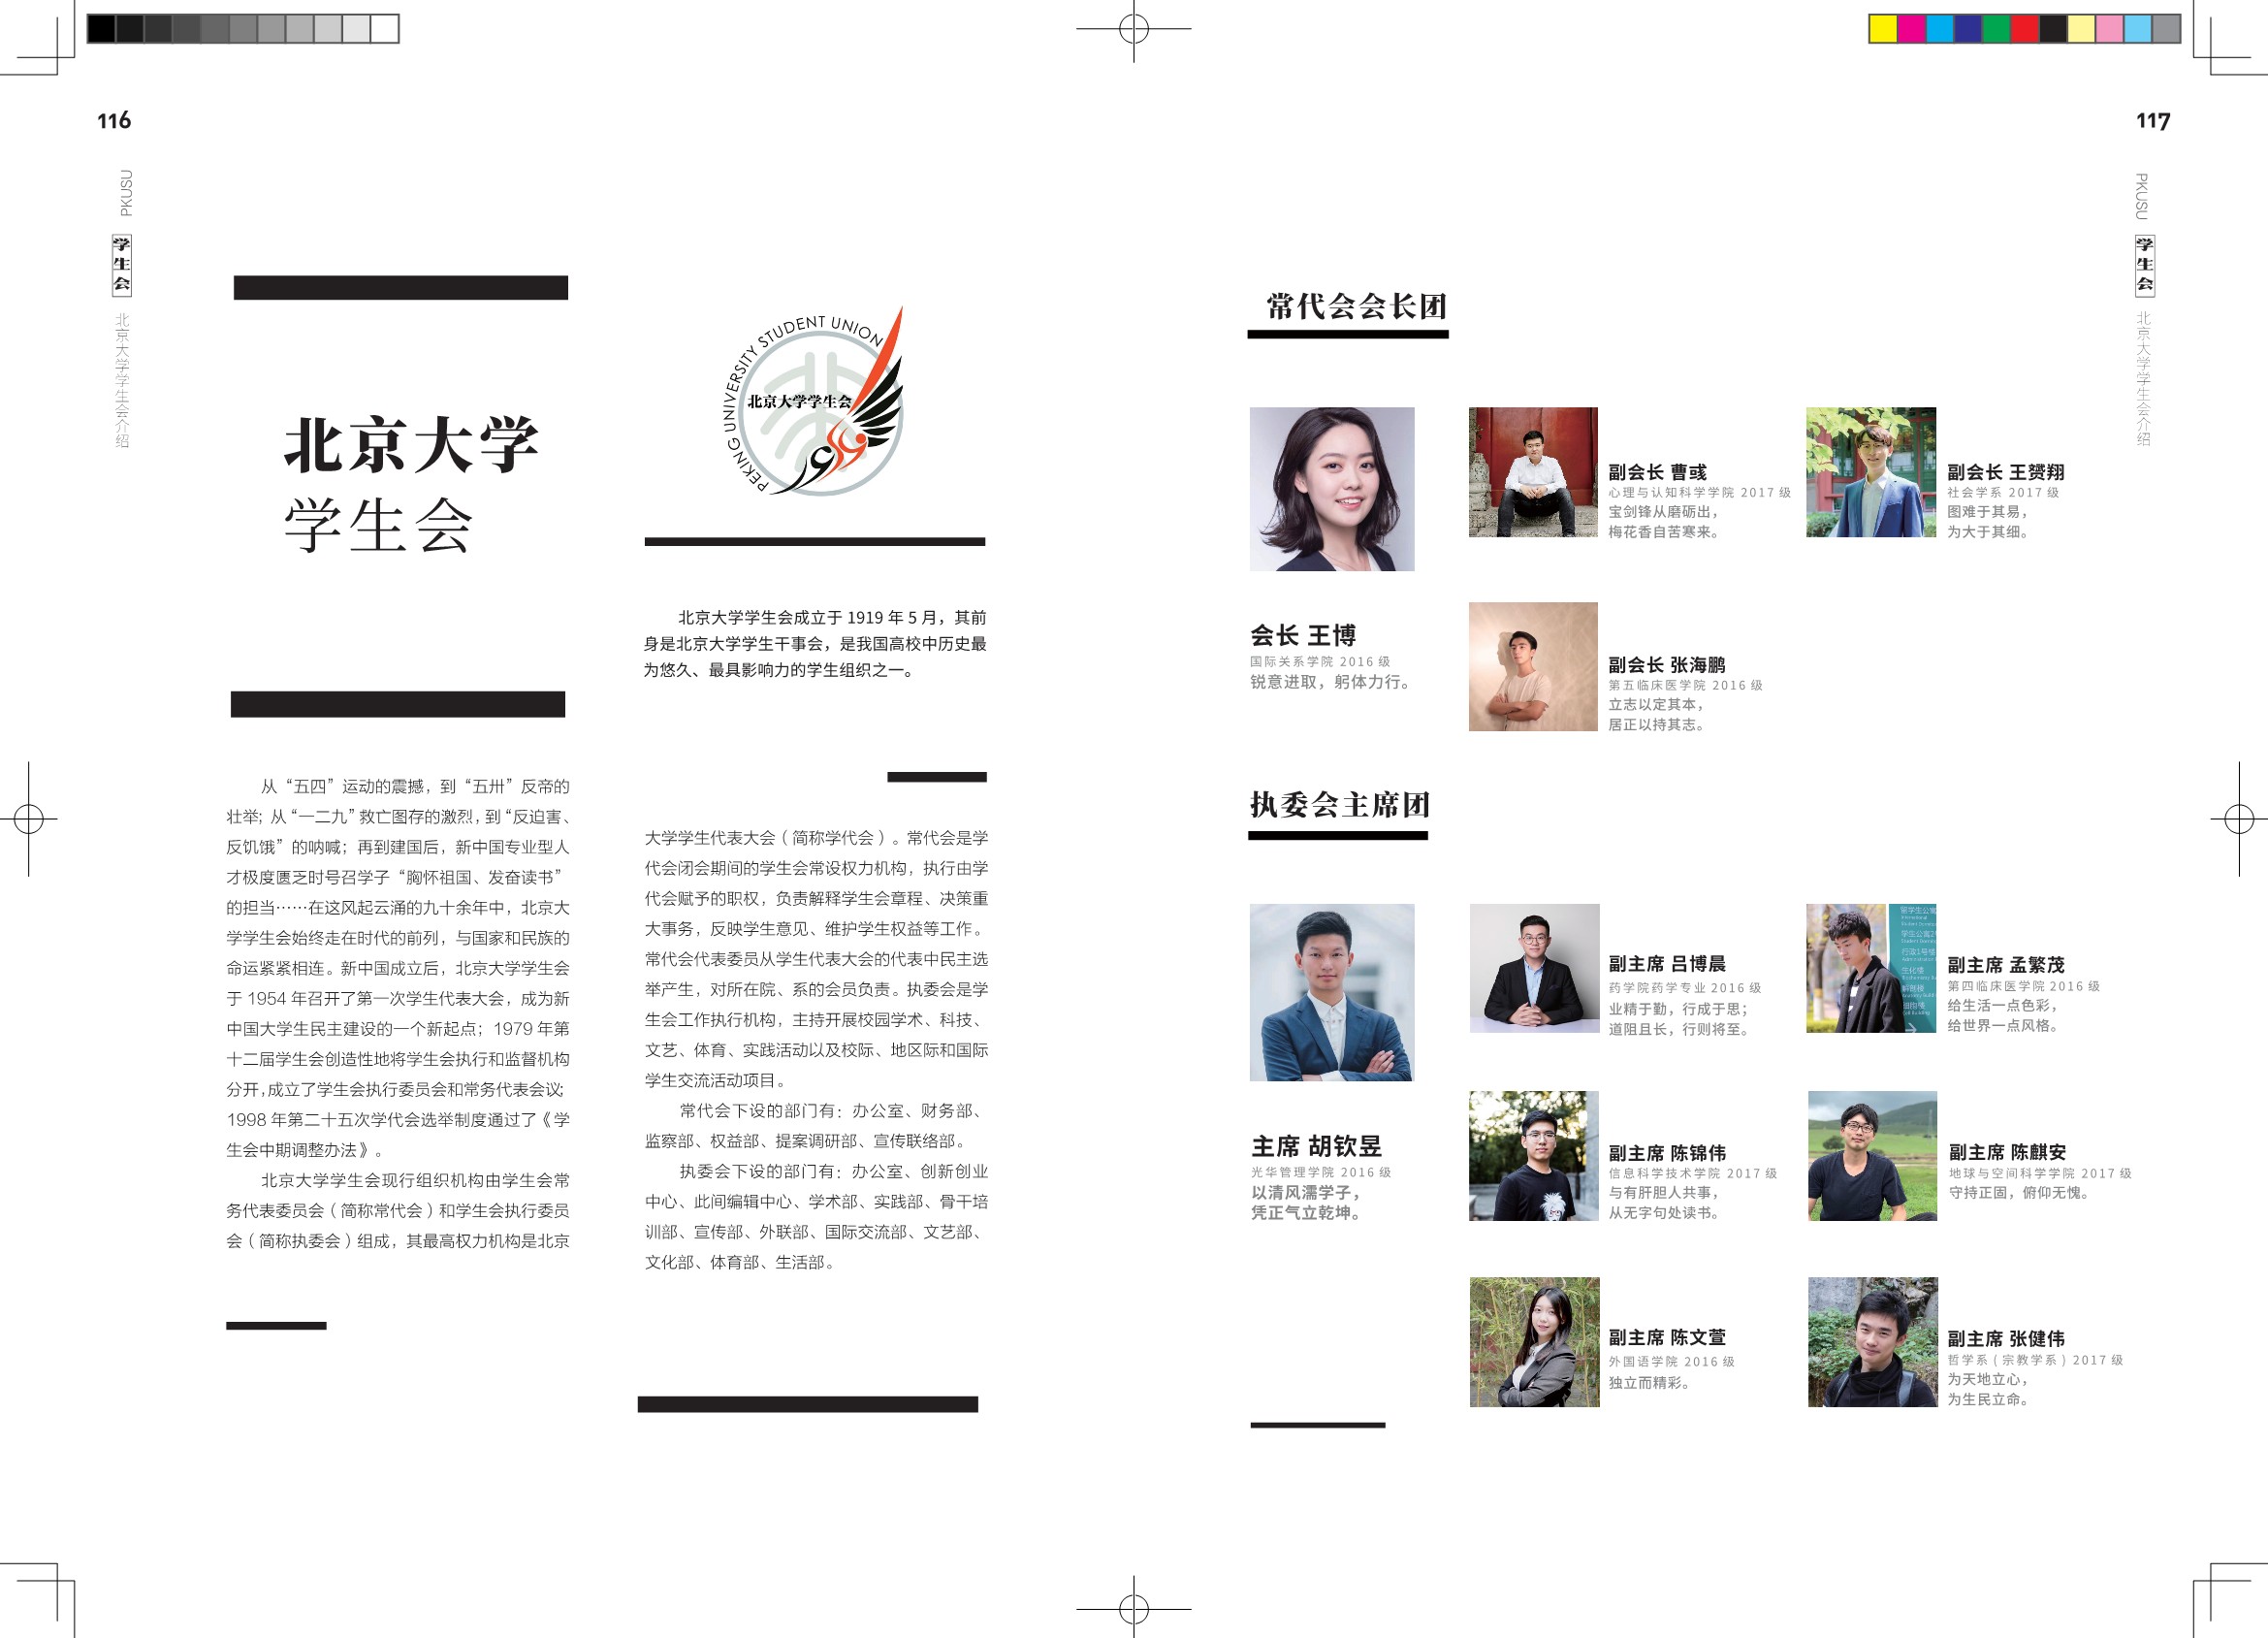 116
PKUSU
学生会
北京大学学生会介绍
北京大学
学生会
PEKING UNIVERSITY STUDENT UNION
北京大学学生会
1919
北京大学学生会成立于 1919 年 5 月，其前
身是北京大学学生干事会，是我国高校中历史最
为悠久、最具影响力的学生组织之一。
从“五四”运动的震撼，到“五卅”反帝的
壮举；从“一二九”救亡图存的激烈，到“反迫害、
反饥饿”的呐喊；再到建国后，新中国专业型人
才极度匮乏时号召学子“胸怀祖国、发奋读书”
的担当……在这风起云涌的九十余年中，北京大
学学生会始终走在时代的前列，与国家和民族的
命运紧紧相连。新中国成立后，北京大学学生会
于 1954 年召开了第一次学生代表大会，成为新
中国大学生民主建设的一个新起点；1979 年第
十二届学生会创造性地将学生会执行和监督机构
分开，成立了学生会执行委员会和常务代表会议；
1998 年第二十五次学代会选举制度通过了《学
生会中期调整办法》。
北京大学学生会现行组织机构由学生会常
务代表委员会（简称常代会）和学生会执行委员
会（简称执委会）组成，其最高权力机构是北京
大学学生代表大会（简称学代会）。常代会是学
代会闭会期间的学生会常设权力机构，执行由学
代会赋予的职权，负责解释学生会章程、决策重
大事务，反映学生意见、维护学生权益等工作。
常代会代表委员从学生代表大会的代表中民主选
举产生，对所在院、系的会员负责。执委会是学
生会工作执行机构，主持开展校园学术、科技、
文艺、体育、实践活动以及校际、地区际和国际
学生交流活动项目。
常代会下设的部门有：办公室、财务部、
监察部、权益部、提案调研部、宣传联络部。
执委会下设的部门有：办公室、创新创业
中心、此间编辑中心、学术部、实践部、骨干培
训部、宣传部、外联部、国际交流部、文艺部、
文化部、体育部、生活部。
117
PKUSU
学生会
北京大学学生会介绍
常代会会长团
会长 王博
国际关系学院 2016 级
锐意进取，躬体力行。
副会长 曹彧
心理与认知科学学院 2017 级
宝剑锋从磨砺出，
梅花香自苦寒来。
副会长 王赟翔
社会学系 2017 级
图难于其易，
为大于其细。
副会长 张海鹏
第五临床医学院 2016 级
立志以定其本，
居正以持其志。
执委会主席团
主席 胡钦昱
光华管理学院 2016 级
以清风濡学子，
凭正气立乾坤。
副主席 吕博晨
药学院药学专业 2016 级
业精于勤，行成于思；
道阻且长，行则将至。
副主席 孟繁茂
第四临床医学院 2016 级
给生活一点色彩，
给世界一点风格。
副主席 陈锦伟
信息科学技术学院 2017 级
与有肝胆人共事，
从无字句处读书。
副主席 陈麒安
地球与空间科学学院 2017 级
守持正固，俯仰无愧。
副主席 陈文萱
外国语学院 2016 级
独立而精彩。
副主席 张健伟
哲学系（宗教学系）2017 级
为天地立心，
为生民立命。